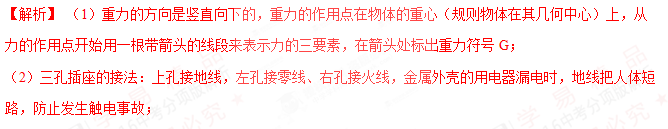 【解析】（1）重力的方向是竖直向下的，重力的作用点在物体的重心（规则物体在其几何中心）上，从
力的作用点开始用一根带箭头的线段来表示力的三要素，在箭头处标出重力符号 G；
（2）三孔插座的接法：上孔接地线，左孔接零线、右孔接火线，金属外壳的用电器漏电时，地线把人体短
路，防止发生触电事故；